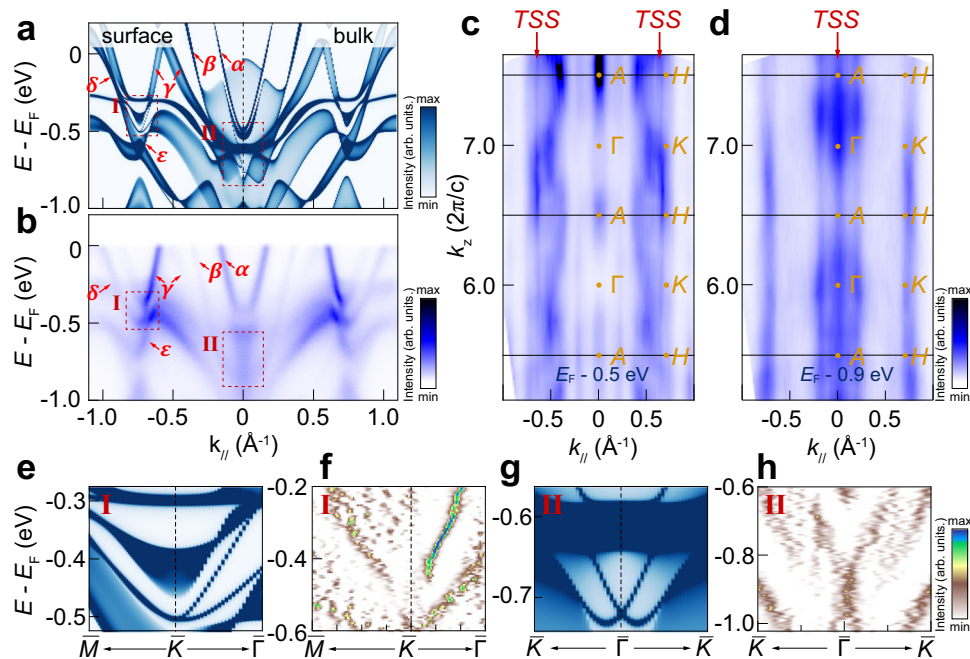 a
surface
bulk
β
α
δ
γ
I
II
ε
E - E_F (eV)
0
-0.5
-1.0
Intensity (arb. units.)
max
min
b
β
α
δ
γ
I
II
ε
E - E_F (eV)
0
-0.5
-1.0
-1.0
-0.5
0
0.5
1.0
k_// (Å⁻¹)
Intensity (arb. units.)
max
min
c
TSS
TSS
A
H
Γ
K
A
H
Γ
K
A
H
E_F - 0.5 eV
k_z (2π/c)
7.0
6.0
-0.5
0
0.5
k_// (Å⁻¹)
d
TSS
A
H
Γ
K
A
H
Γ
K
A
H
E_F - 0.9 eV
-0.5
0
0.5
k_// (Å⁻¹)
Intensity (arb. units.)
max
min
e
I
E - E_F (eV)
-0.3
-0.4
-0.5
M̅ ← K̅ → Γ̅
f
I
-0.2
-0.4
-0.6
M̅ ← K̅ → Γ̅
g
II
-0.6
-0.7
K̅ ← Γ̅ → K̅
h
II
-0.6
-0.8
-1.0
K̅ ← Γ̅ → K̅
Intensity (arb. units.)
max
min